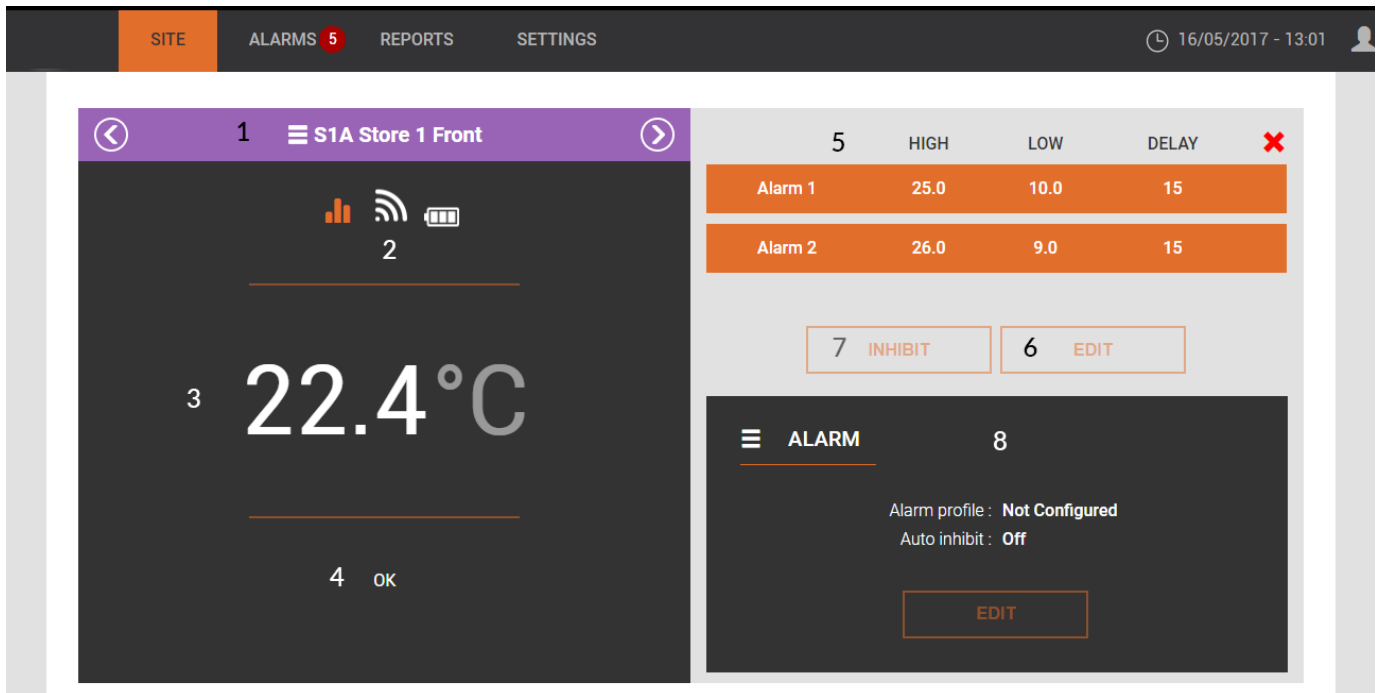 SITE ALARMS 5 REPORTS SETTINGS 16/05/2017 - 13:01
1 S1A Store 1 Front
2
3 22.4°C
4 OK
5 HIGH LOW DELAY
Alarm 1 25.0 10.0 15
Alarm 2 26.0 9.0 15
7 INHIBIT 6 EDIT
ALARM 8
Alarm profile : Not Configured
Auto inhibit : Off
EDIT